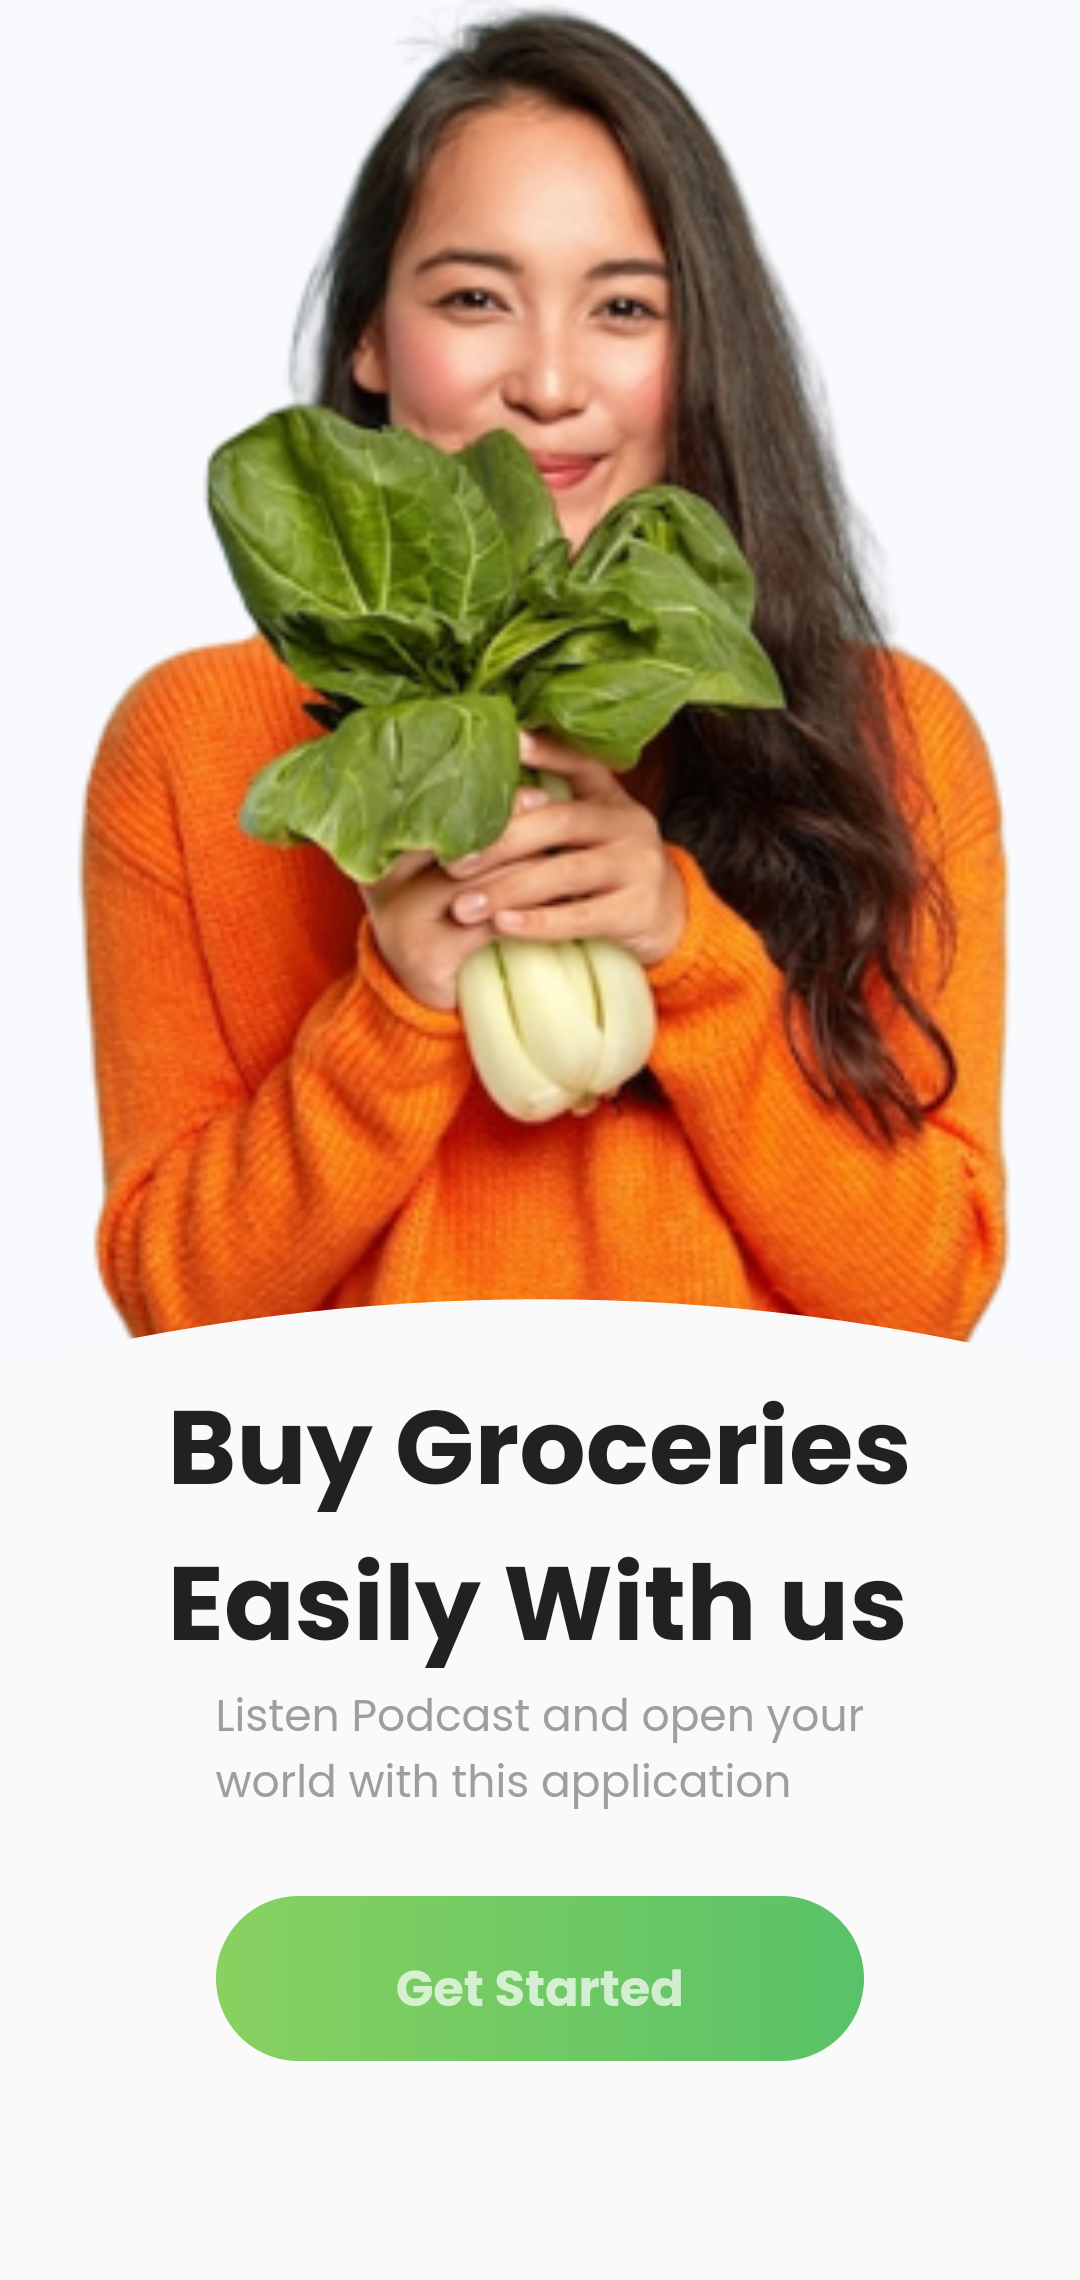 Buy Groceries
Easily With us
Listen Podcast and open your
world with this application
Get Started